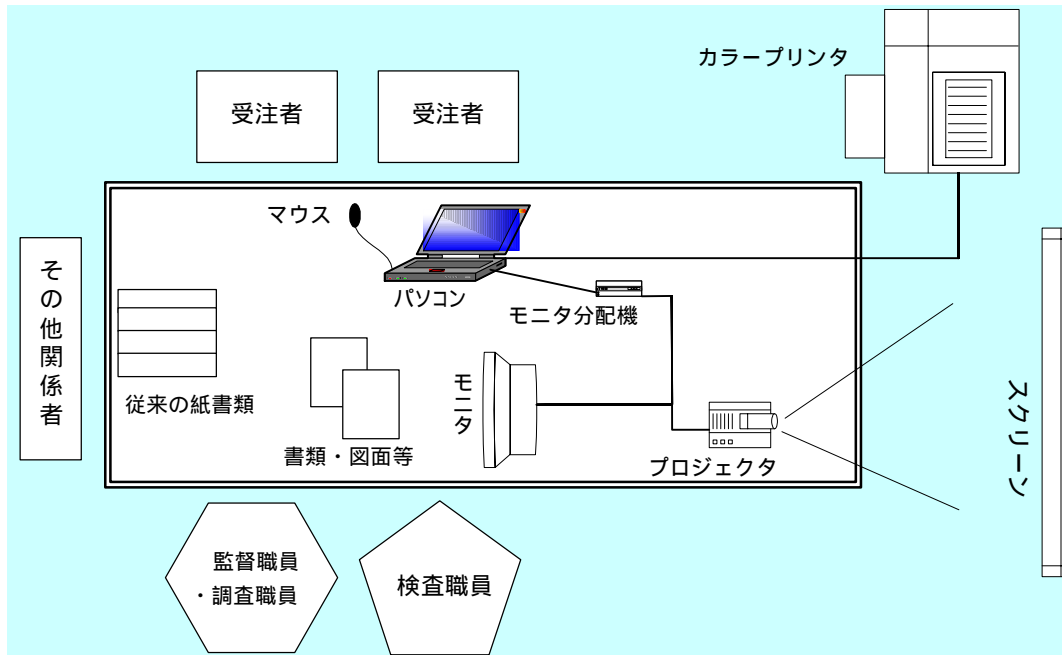 カラープリンタ
受注者
受注者
マウス
パソコン
モニタ分配機
その他関係者
従来の紙書類
書類・図面等
モニタ
プロジェクタ
スクリーン
監督職員
・調査職員
検査職員